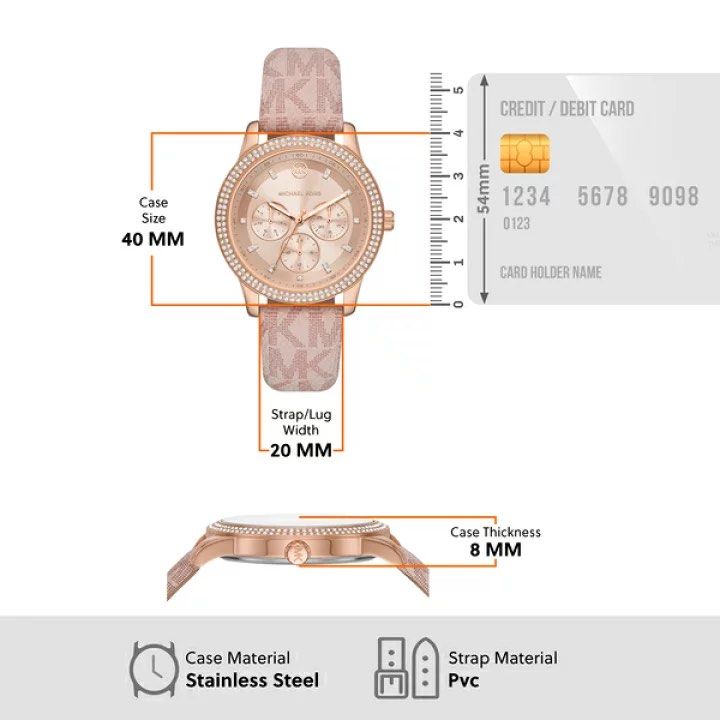 MICHAEL KORS
Case
Size
40 MM
5
4
3
2
1
0
54mm
CREDIT / DEBIT CARD
1234 5678 9098
0123
CARD HOLDER NAME
MK
Strap/Lug
Width
20 MM
Case Thickness
8 MM
MK
Case Material
Stainless Steel
Strap Material
Pvc